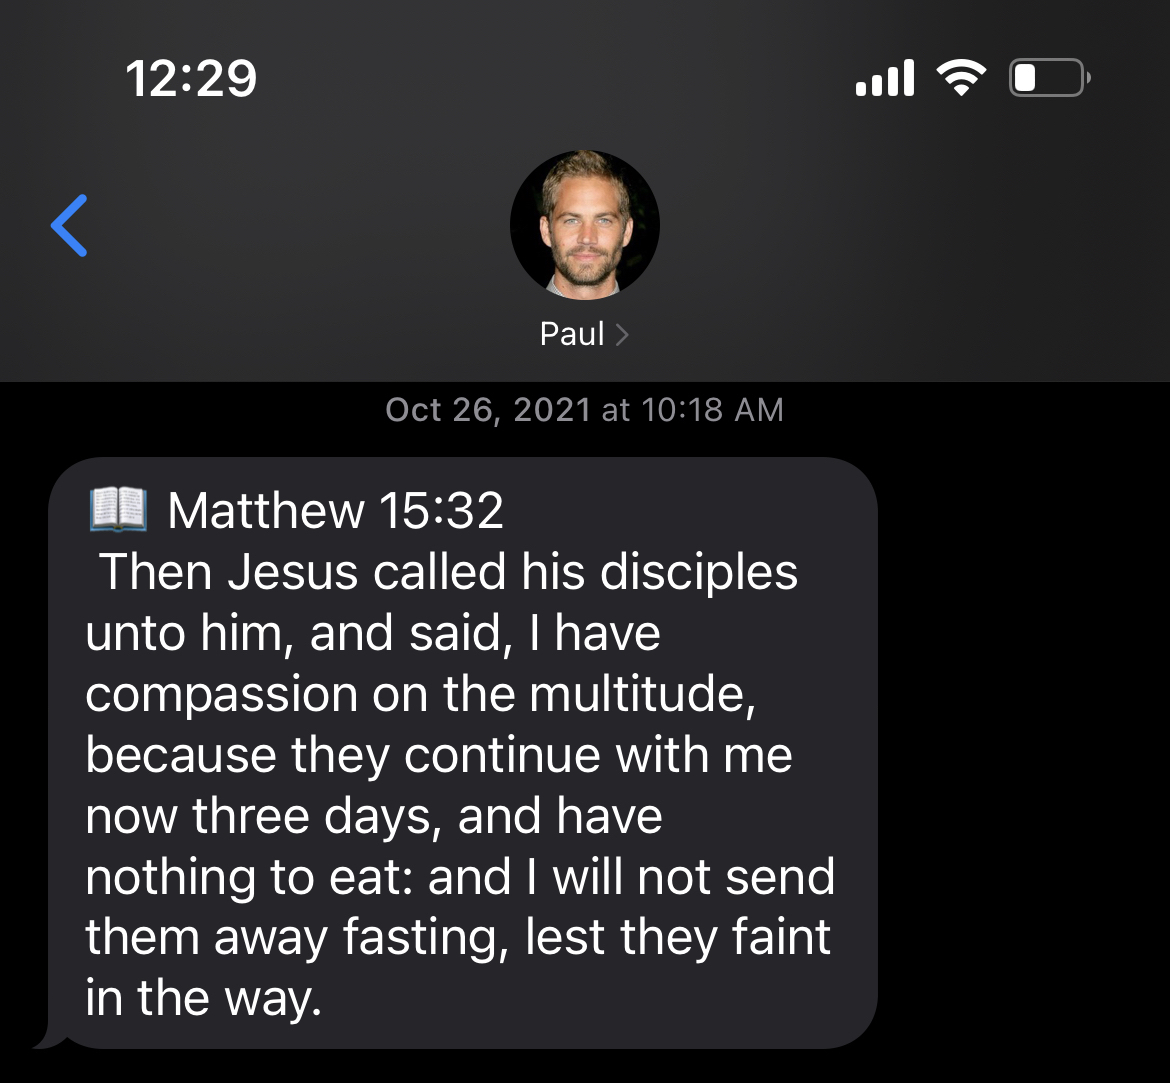 12:29
Paul
Oct 26, 2021 at 10:18 AM
📖 Matthew 15:32
Then Jesus called his disciples
unto him, and said, I have
compassion on the multitude,
because they continue with me
now three days, and have
nothing to eat: and I will not send
them away fasting, lest they faint
in the way.